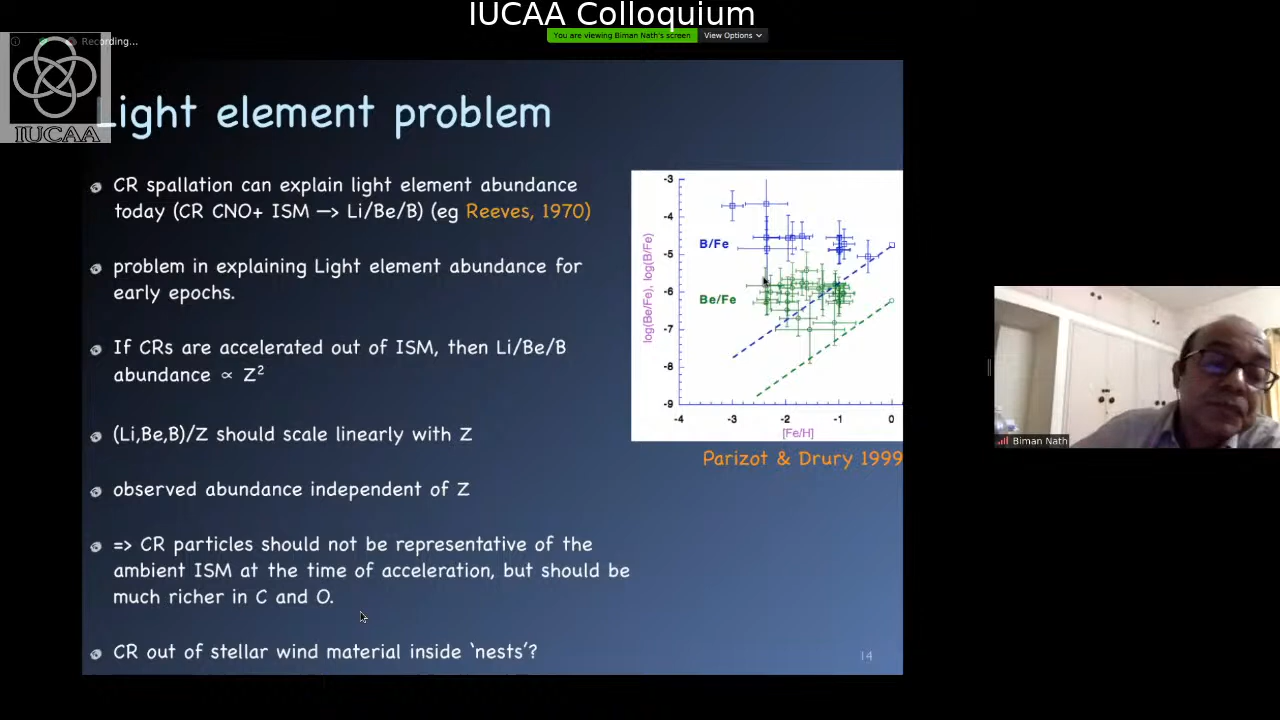 IUCAA Colloquium
Recording...
You are viewing Biman Nath's screen
View Options
IUCAA
Light element problem
CR spallation can explain light element abundance
today (CR CNO+ ISM —> Li/Be/B) (eg Reeves, 1970)
problem in explaining Light element abundance for
early epochs.
If CRs are accelerated out of ISM, then Li/Be/B
abundance ∝ Z²
(Li,Be,B)/Z should scale linearly with Z
observed abundance independent of Z
=> CR particles should not be representative of the
ambient ISM at the time of acceleration, but should be
much richer in C and O.
CR out of stellar wind material inside ‘nests’?
log(Be/Fe), log(B/Fe)
-3
-4
-5
-6
-7
-8
-9
B/Fe
Be/Fe
-4 -3 -2 -1 0
[Fe/H]
Parizot & Drury 1999
14
Biman Nath